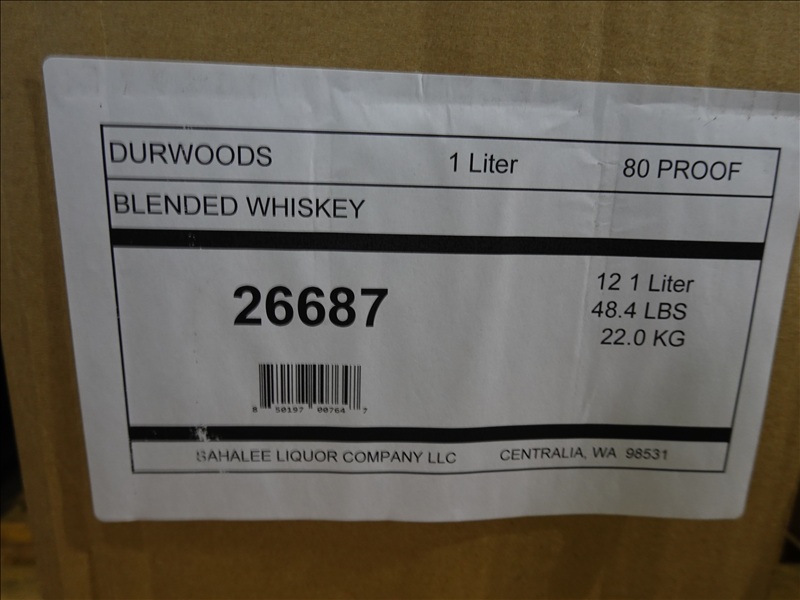 DURWOODS 1 Liter 80 PROOF
BLENDED WHISKEY
26687
12 1 Liter
48.4 LBS
22.0 KG
8 50197 00764 7
SAHALEE LIQUOR COMPANY LLC CENTRALIA, WA 98531